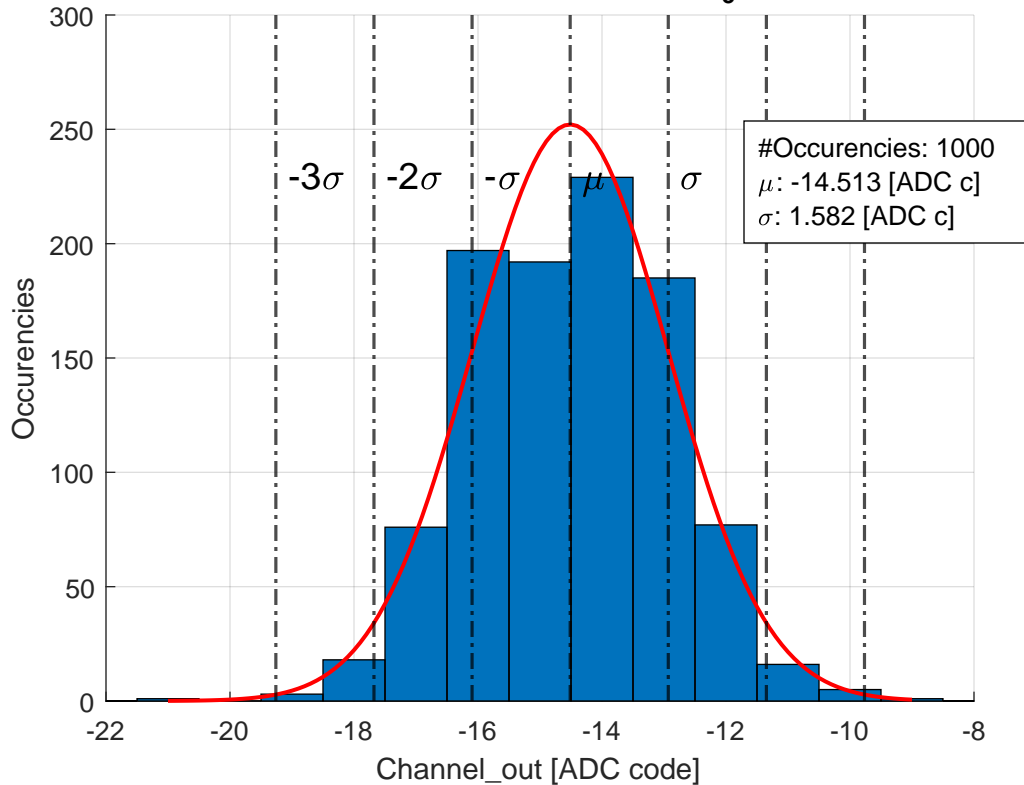 300
250
200
150
100
50
0
-22
-20
-18
-16
-14
-12
-10
-8
Occurencies
Channel_out [ADC code]
-3σ
-2σ
-σ
μ
σ
#Occurencies: 1000
μ: -14.513 [ADC c]
σ: 1.582 [ADC c]